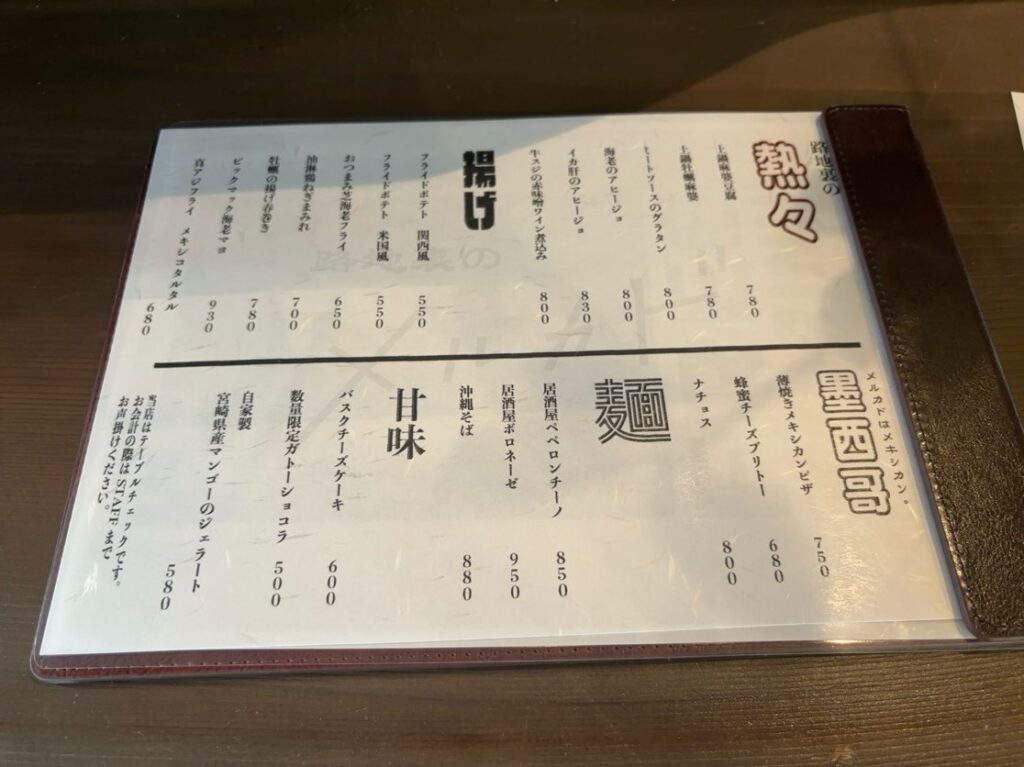 路地裏の
熱々
土鍋麻婆豆腐 780
土鍋牡蠣麻婆 780
ミートソースのグラタン 800
海老のアヒージョ 800
イカ肝のアヒージョ 830
牛スジの赤味噌ワイン煮込み 800
揚げ
フライドポテト 関西風 550
フライドポテト 米国風 550
おつまみ芝海老フライ 650
油淋鶏ねぎまみれ 700
牡蠣の揚げ春巻き 780
ビックマック海老マヨ 930
真アジフライ メキシコタルタル 680
メルカドはメキシカン。
墨西哥
薄焼きメキシカンピザ 750
蜂蜜チーズブリトー 680
ナチョス 800
麺
居酒屋ペペロンチーノ 850
居酒屋ボロネーゼ 950
沖縄そば 880
甘味
バスクチーズケーキ 600
数量限定ガトーショコラ 500
自家製
宮崎県産マンゴーのジェラート 580
当店はテーブルチェックです。
お会計の際はSTAFFまで
お声掛けください。